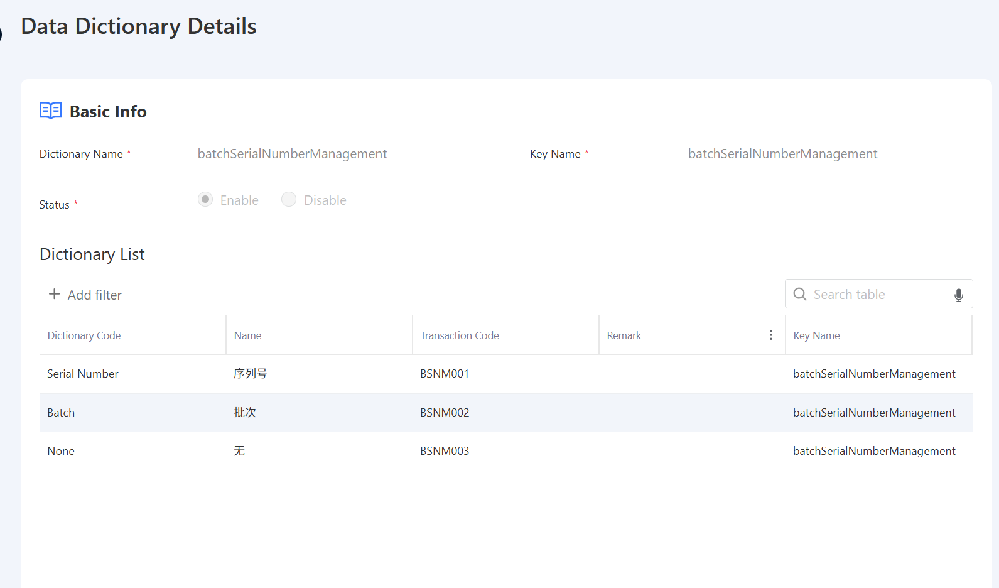 Data Dictionary Details
Basic Info
Dictionary Name * batchSerialNumberManagement Key Name * batchSerialNumberManagement
Status * Enable Disable
Dictionary List
Add filter Search table
Dictionary Code Name Transaction Code Remark Key Name
Serial Number 序列号 BSNM001 batchSerialNumberManagement
Batch 批次 BSNM002 batchSerialNumberManagement
None 无 BSNM003 batchSerialNumberManagement